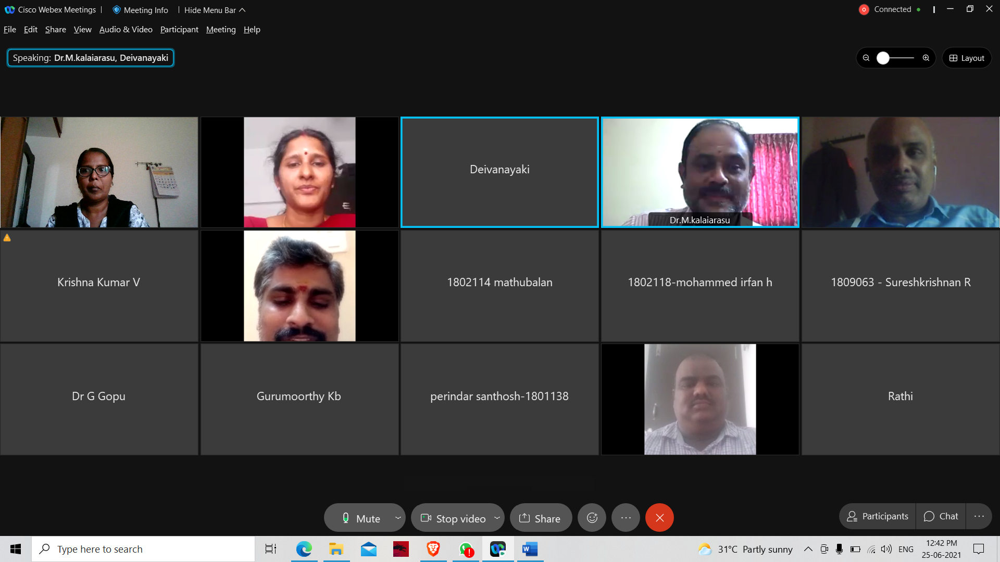 Cisco Webex Meetings
Meeting Info
Hide Menu Bar
Connected
File Edit Share View Audio & Video Participant Meeting Help
Speaking: Dr.M.kalaiarasu, Deivanayaki
Layout
Deivanayaki
Dr.M.kalaiarasu
Krishna Kumar V
1802114 mathubalan
1802118-mohammed irfan h
1809063 - Sureshkrishnan R
Dr G Gopu
Gurumoorthy Kb
perindar santhosh-1801138
Rathi
Mute
Stop video
Share
Participants
Chat
Type here to search
31°C Partly sunny
ENG
12:42 PM
25-06-2021